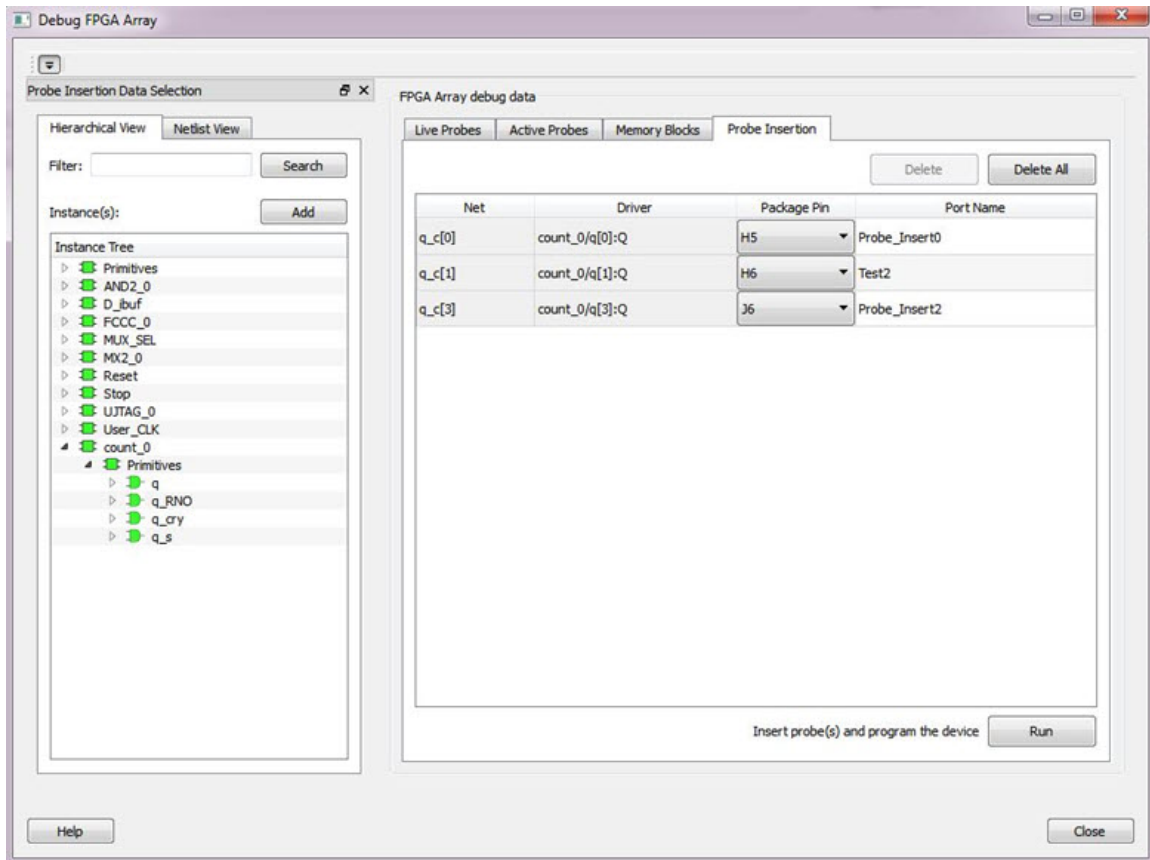 Debug FPGA Array
Probe Insertion Data Selection
Hierarchical View Netlist View
Filter: Search
Instance(s): Add
Instance Tree
Primitives
AND2_0
D_ibuf
FCCC_0
MUX_SEL
MX2_0
Reset
Stop
UJTAG_0
User_CLK
count_0
Primitives
q
q_RNO
q_cry
q_s
FPGA Array debug data
Live Probes Active Probes Memory Blocks Probe Insertion
Delete Delete All
Net Driver Package Pin Port Name
q_c[0] count_0/q[0]:Q H5 Probe_Insert0
q_c[1] count_0/q[1]:Q H6 Test2
q_c[3] count_0/q[3]:Q J6 Probe_Insert2
Insert probe(s) and program the device Run
Help Close